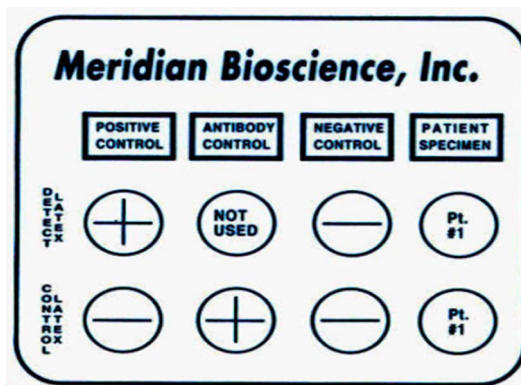 Meridian Bioscience, Inc.
POSITIVE CONTROL
ANTIBODY CONTROL
NEGATIVE CONTROL
PATIENT SPECIMEN
DETECT LATEX
NOT USED
Pt. #1
CONTROL LATEX
Pt. #1